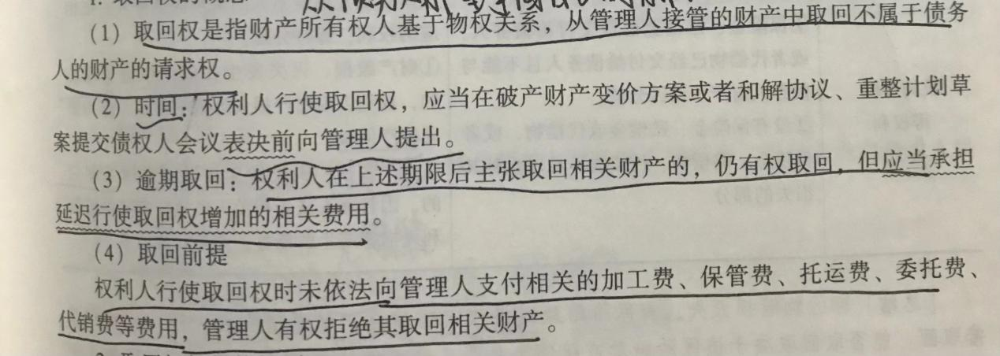 (1) 取回权是指财产所有权人基于物权关系，从管理人接管的财产中取回不属于债务
人的财产的请求权。
(2) 时间：权利人行使取回权，应当在破产财产变价方案或者和解协议、重整计划草
案提交债权人会议表决前向管理人提出。
(3) 逾期取回：权利人在上述期限后主张取回相关财产的，仍有权取回，但应当承担
延迟行使取回权增加的相关费用。
(4) 取回前提
权利人行使取回权时未依法向管理人支付相关的加工费、保管费、托运费、委托费、
代销费等费用，管理人有权拒绝其取回相关财产。